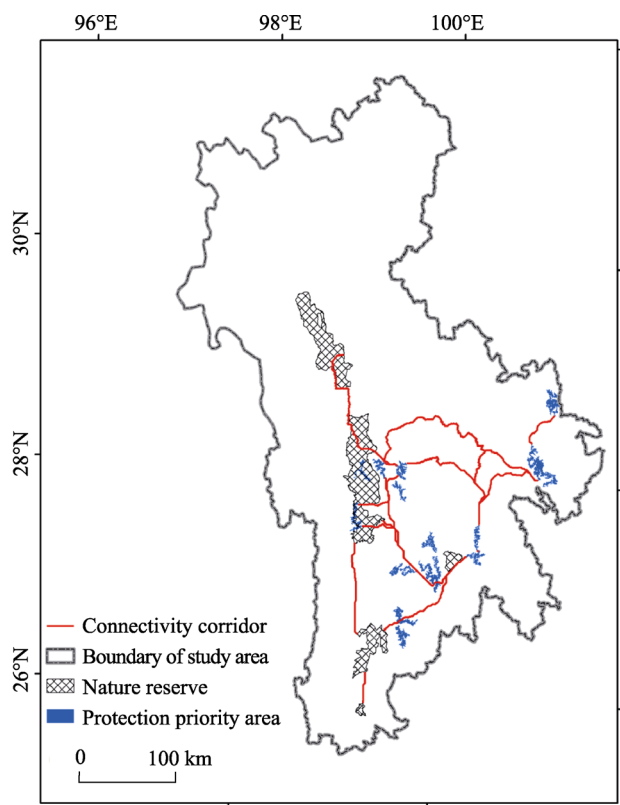 96°E 98°E 100°E
30°N
28°N
26°N
Connectivity corridor
Boundary of study area
Nature reserve
Protection priority area
0 100 km